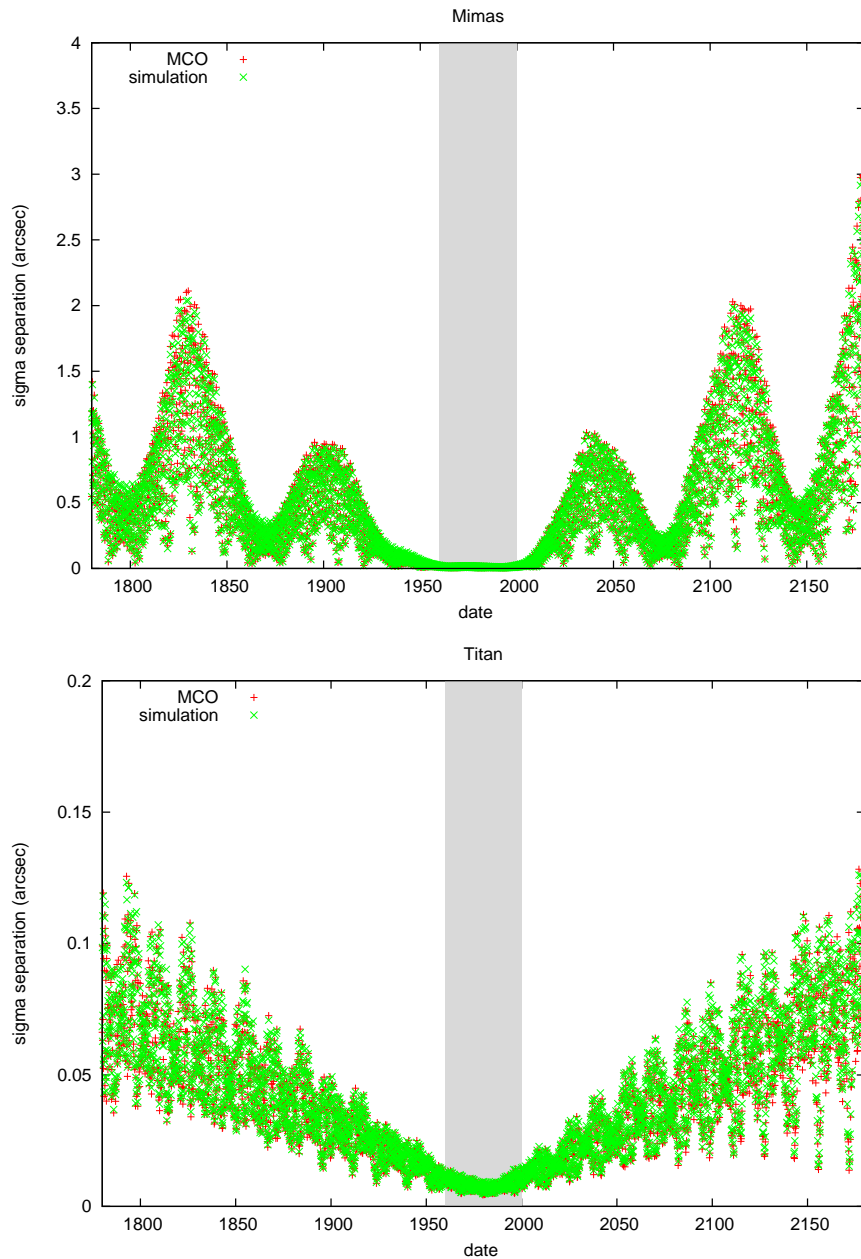 Mimas
4
3.5
3
2.5
2
1.5
1
0.5
0
sigma separation (arcsec)
MCO
simulation
1800 1850 1900 1950 2000 2050 2100 2150
date
Titan
0.2
0.15
0.1
0.05
0
sigma separation (arcsec)
MCO
simulation
1800 1850 1900 1950 2000 2050 2100 2150
date